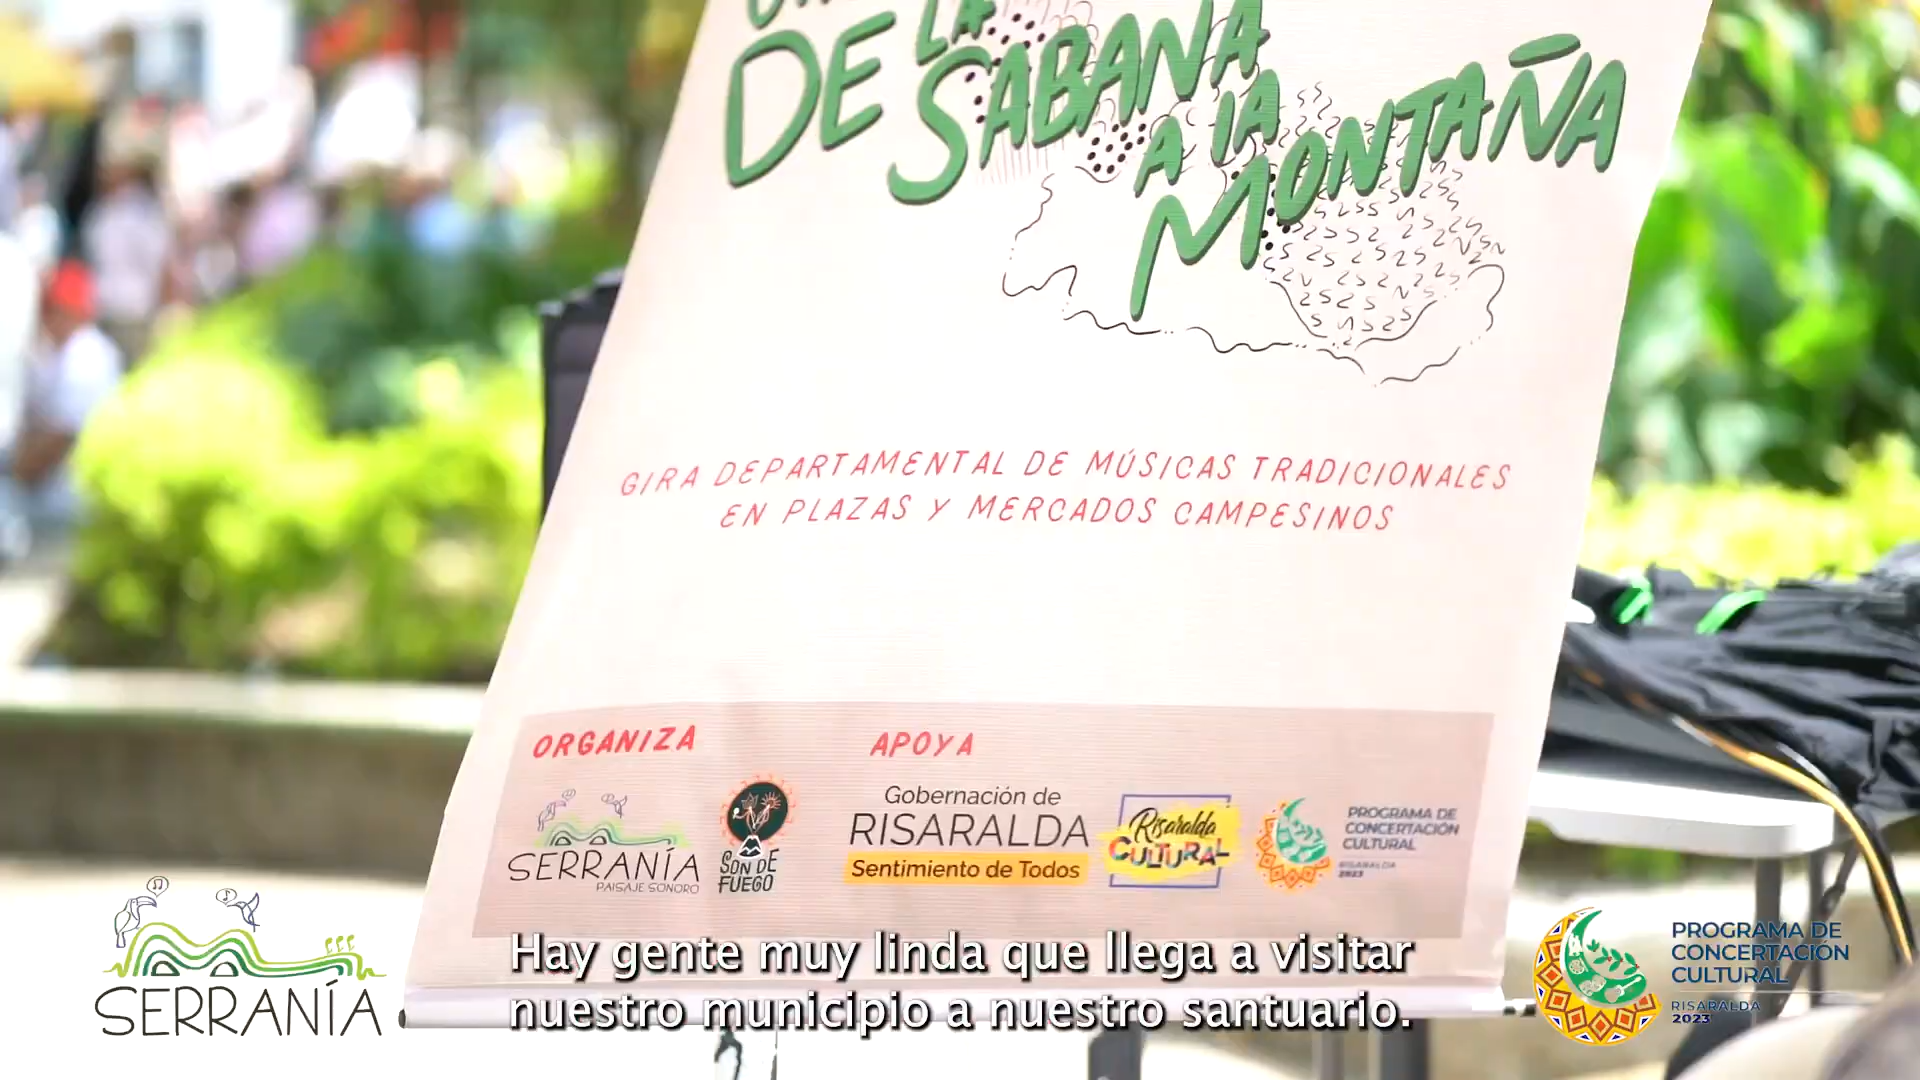 DE LA
SABANA
A LA
MONTAÑA
GIRA DEPARTAMENTAL DE MÚSICAS TRADICIONALES
EN PLAZAS Y MERCADOS CAMPESINOS
ORGANIZA
APOYA
SERRANÍA
PAISAJE SONORO
SON DE
FUEGO
Gobernación de
RISARALDA
Sentimiento de Todos
Risaralda
CULTURAL
PROGRAMA DE
CONCERTACIÓN
CULTURAL
RISARALDA
2023
Hay gente muy linda que llega a visitar
nuestro municipio a nuestro santuario.
SERRANÍA
PROGRAMA DE
CONCERTACIÓN
CULTURAL
RISARALDA
2023